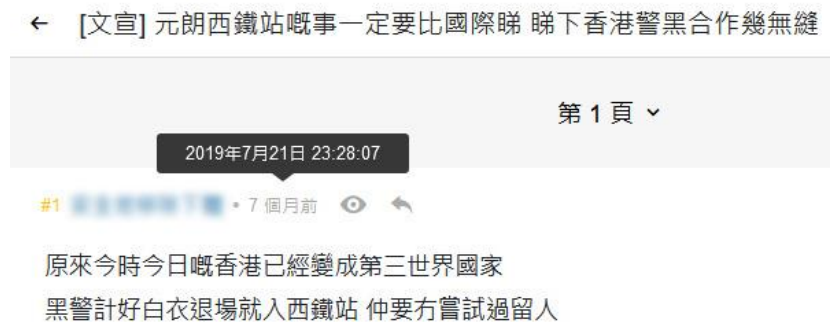 ← [文宣] 元朗西鐵站嘅事一定要比國際睇 睇下香港警黑合作幾無縫
第 1 頁
2019年7月21日 23:28:07
#1 • 7 個月前
原來今時今日嘅香港已經變成第三世界國家
黑警計好白衣退場就入西鐵站 仲要冇嘗試過留人